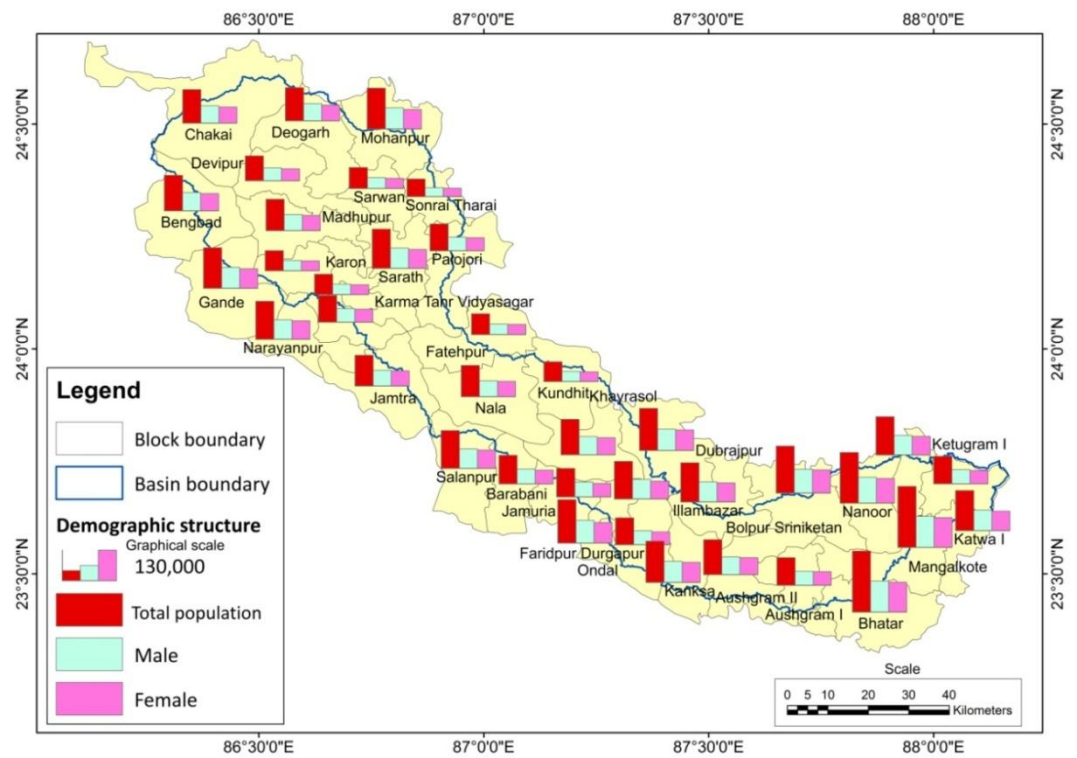 86°30'0"E 87°0'0"E 87°30'0"E 88°0'0"E
24°30'0"N
24°30'0"N
Chakai
Deogarh
Mohanpur
Devipur
Sarwan
Sonrai Tharai
Bengbad
Madhupur
Palojori
Karon
Sarath
Gande
Karma Tanr Vidyasagar
Narayanpur
24°0'0"N
24°0'0"N
Fatehpur
Jamtra
Nala
Kundhit
Khayrasol
Dubrajpur
Ketugram I
Salanpur
Barabani
Jamuria
Illambazar
Nanoor
Bolpur Sriniketan
Katwa I
Faridpur Durgapur
Ondal
Mangalkote
23°30'0"N
23°30'0"N
Kanksa
Aushgram II
Aushgram I
Bhatar
Legend
Block boundary
Basin boundary
Demographic structure
Graphical scale
130,000
Total population
Male
Female
Scale
0 5 10 20 30 40
Kilometers
86°30'0"E 87°0'0"E 87°30'0"E 88°0'0"E